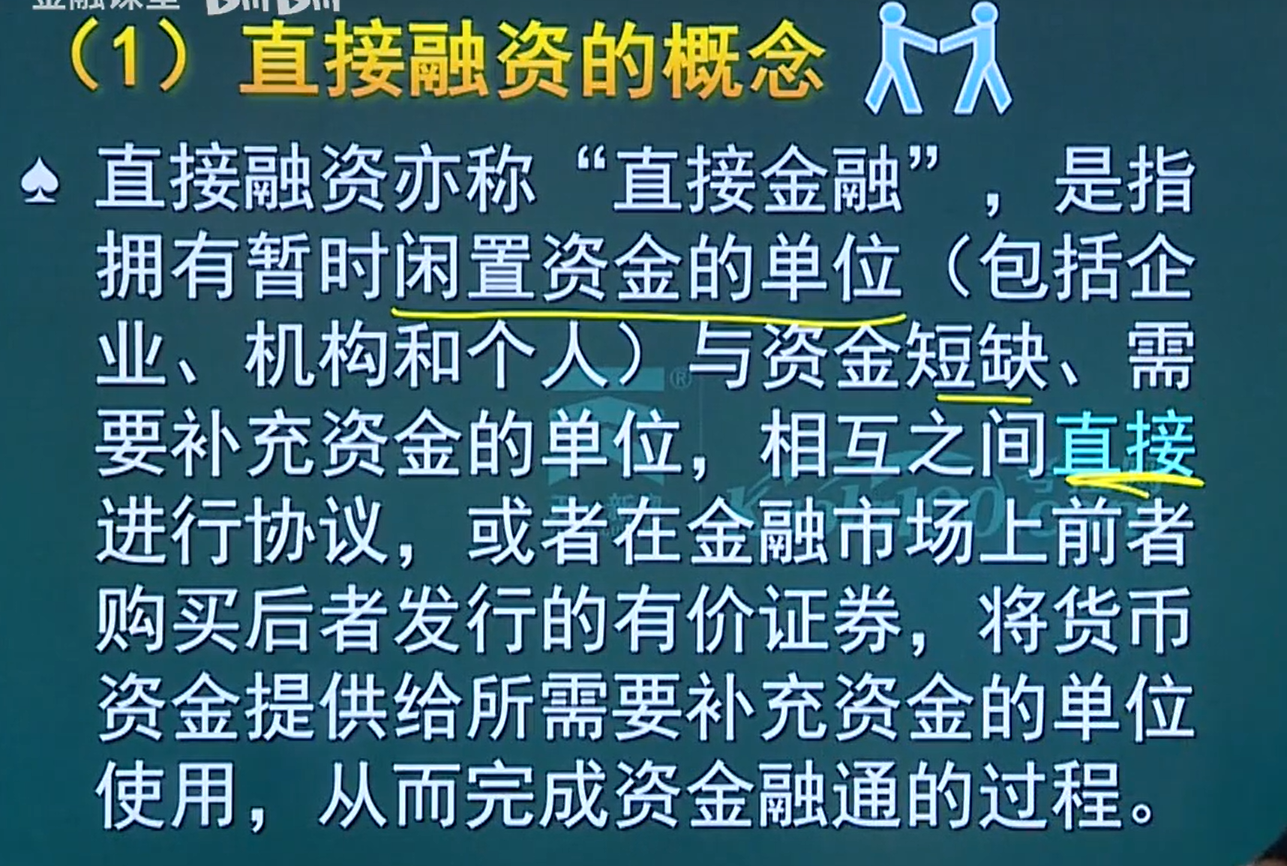 金融课堂 bilibili
（1）直接融资的概念
♠ 直接融资亦称“直接金融”，是指
拥有暂时闲置资金的单位（包括企
业、机构和个人）与资金短缺、需
要补充资金的单位，相互之间直接
进行协议，或者在金融市场上前者
购买后者发行的有价证券，将货币
资金提供给所需要补充资金的单位
使用，从而完成资金融通的过程。